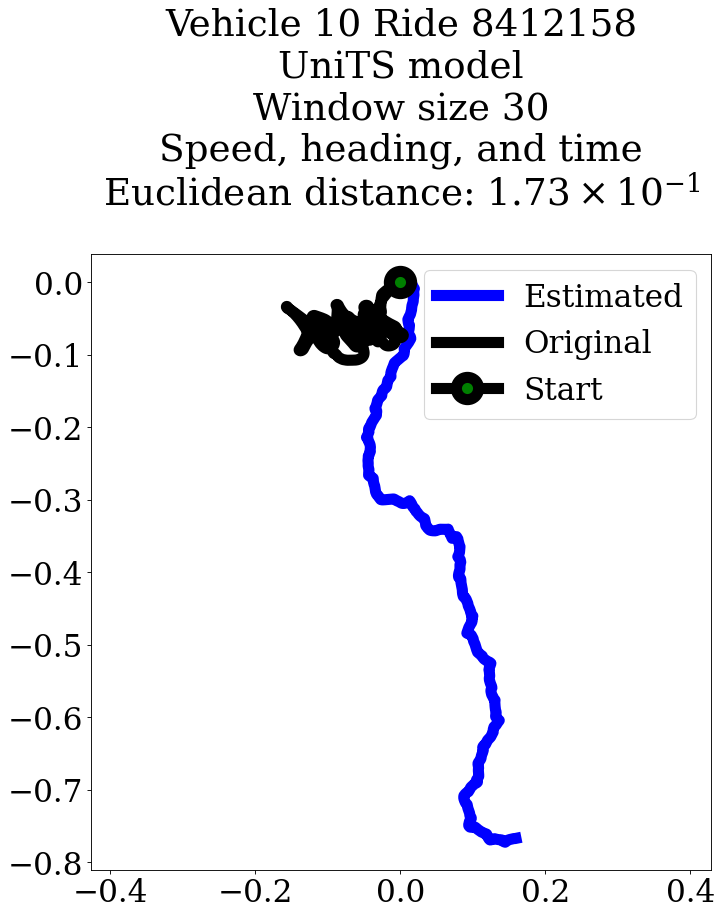 Vehicle 10 Ride 8412158
UniTS model
Window size 30
Speed, heading, and time
Euclidean distance: $1.73 \times 10^{-1}$
Estimated
Original
Start
0.0
−0.1
−0.2
−0.3
−0.4
−0.5
−0.6
−0.7
−0.8
−0.4
−0.2
0.0
0.2
0.4